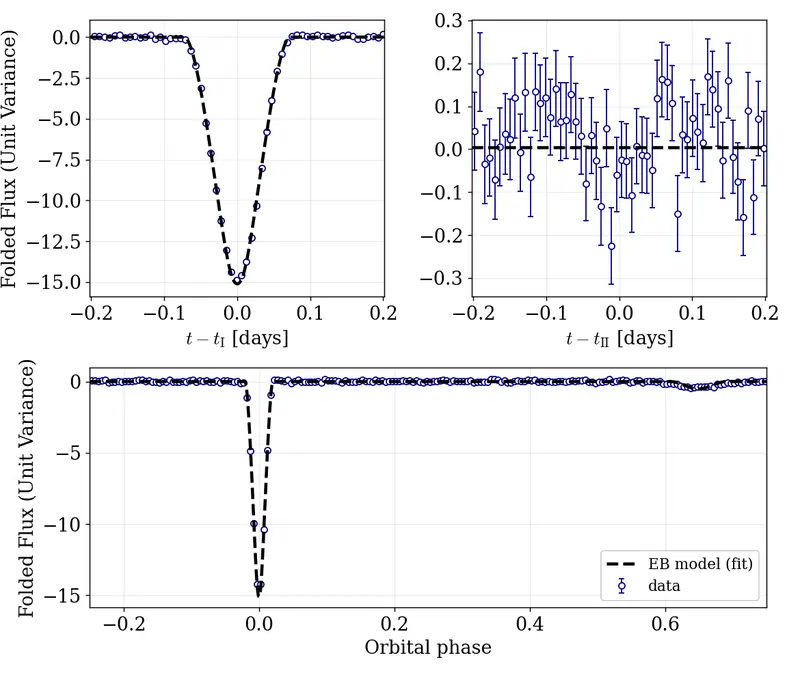 Folded Flux (Unit Variance)
0.0
−2.5
−5.0
−7.5
−10.0
−12.5
−15.0
−0.2 −0.1 0.0 0.1 0.2
t − tI [days]
0.3
0.2
0.1
0.0
−0.1
−0.2
−0.3
−0.2 −0.1 0.0 0.1 0.2
t − tII [days]
Folded Flux (Unit Variance)
0
−5
−10
−15
−0.2 0.0 0.2 0.4 0.6
Orbital phase
EB model (fit)
data